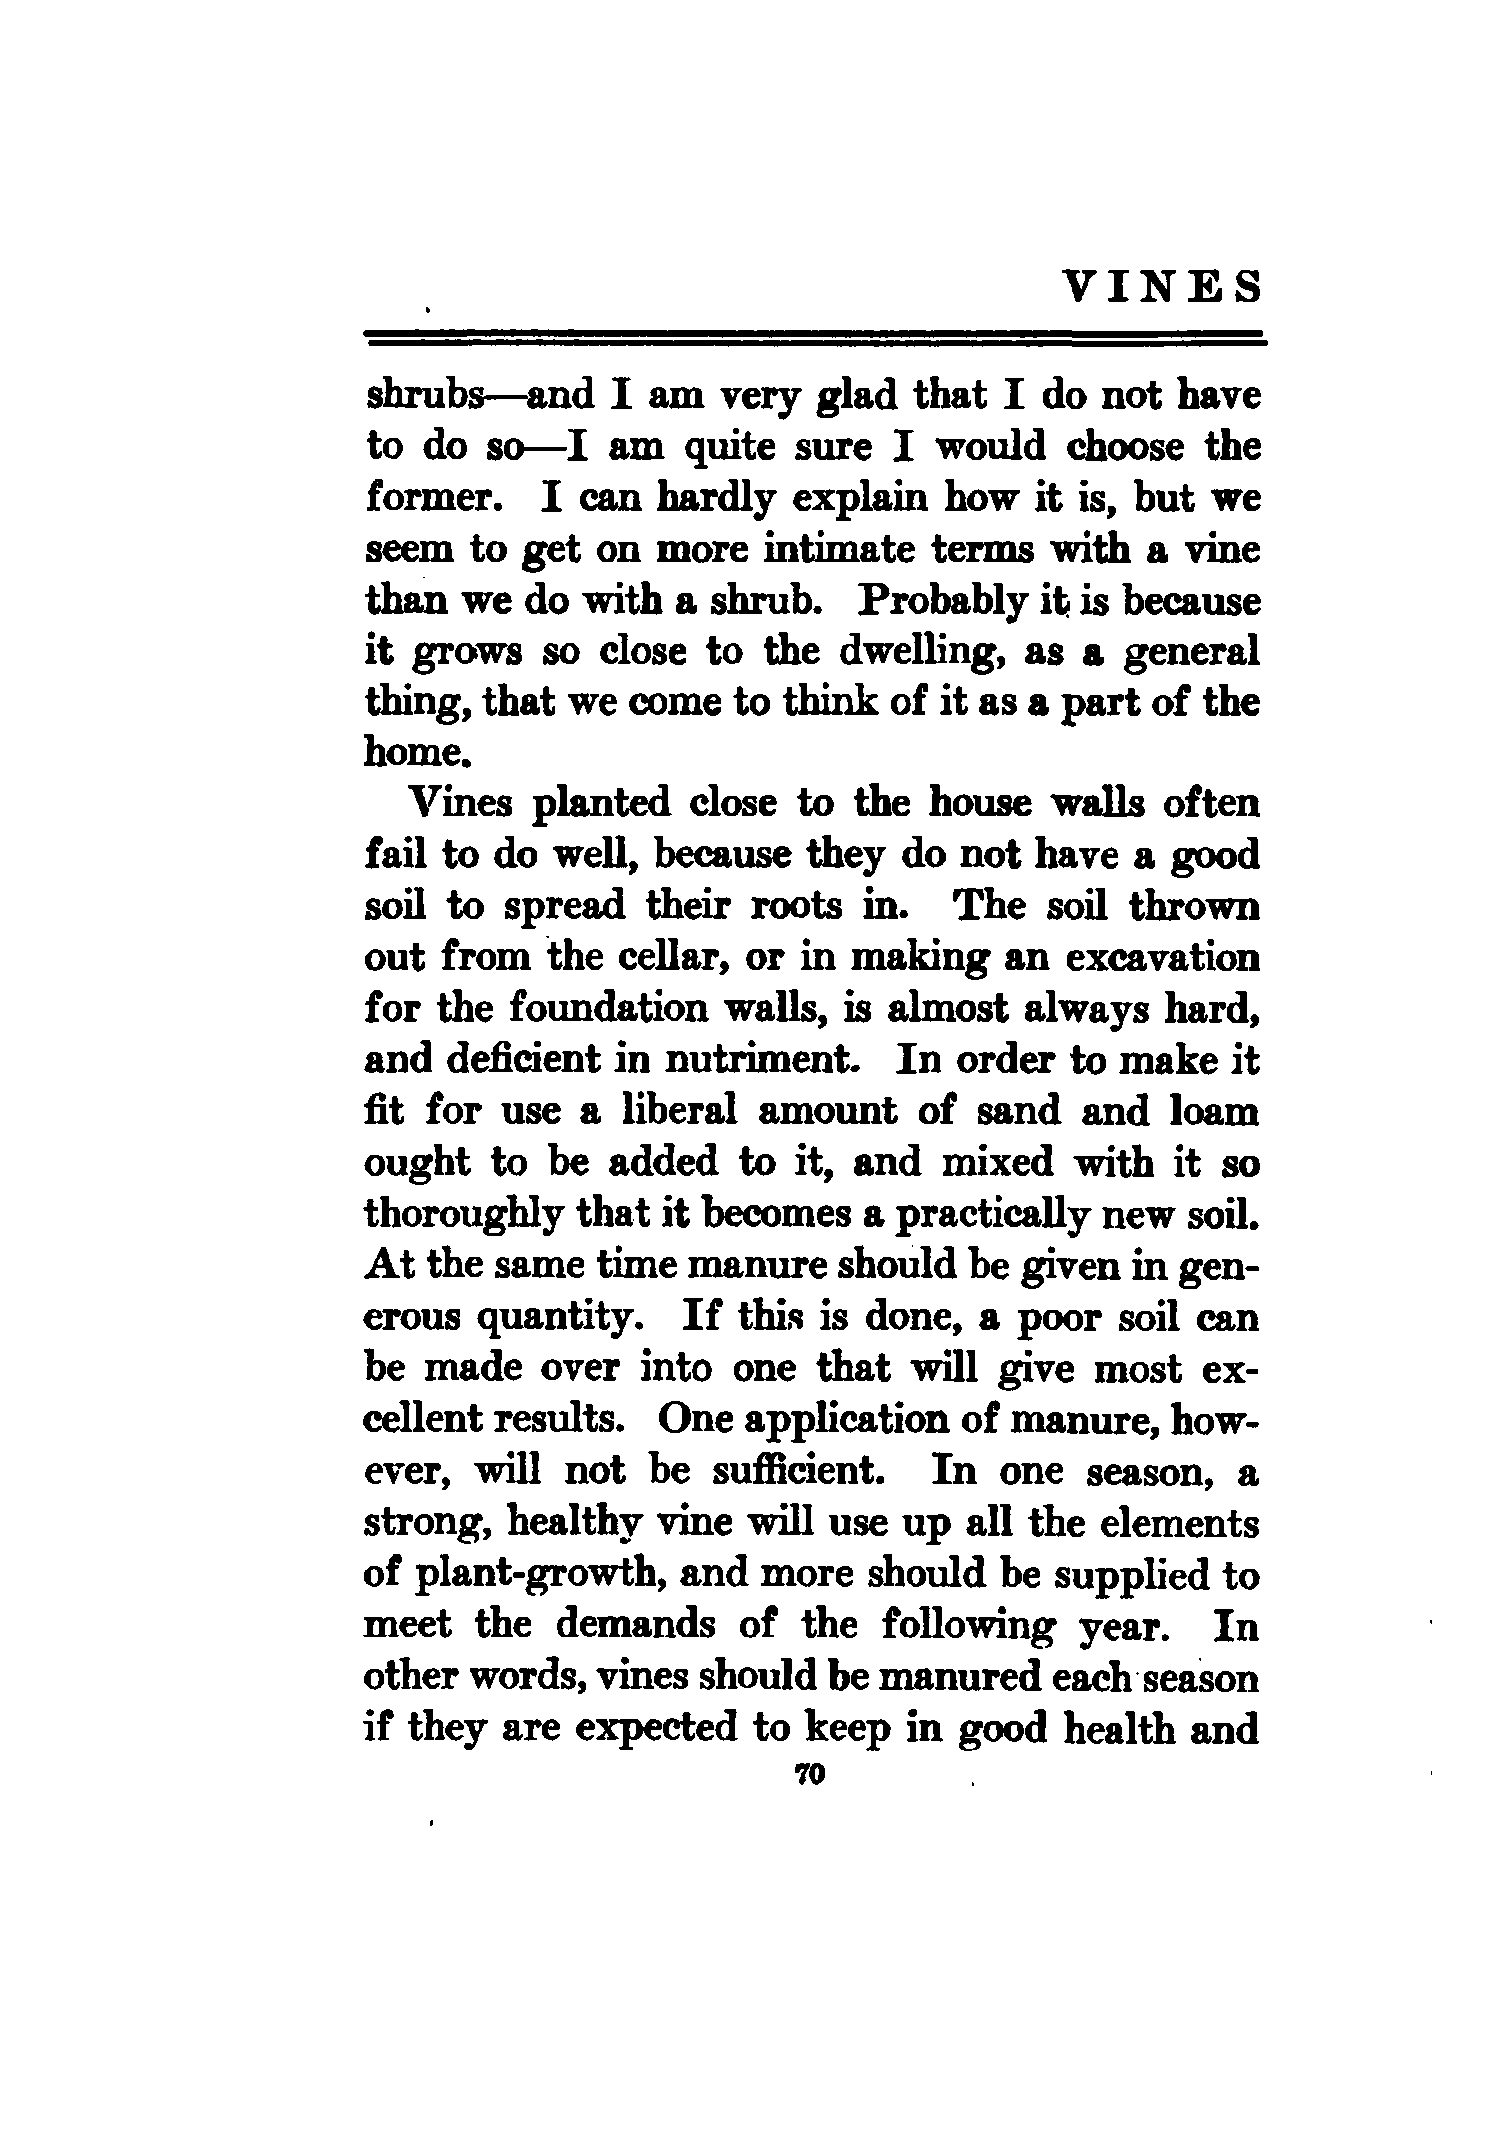 VINES
shrubs—and I am very glad that I do not have
to do so—I am quite sure I would choose the
former. I can hardly explain how it is, but we
seem to get on more intimate terms with a vine
than we do with a shrub. Probably it is because
it grows so close to the dwelling, as a general
thing, that we come to think of it as a part of the
home.
Vines planted close to the house walls often
fail to do well, because they do not have a good
soil to spread their roots in. The soil thrown
out from the cellar, or in making an excavation
for the foundation walls, is almost always hard,
and deficient in nutriment. In order to make it
fit for use a liberal amount of sand and loam
ought to be added to it, and mixed with it so
thoroughly that it becomes a practically new soil.
At the same time manure should be given in gen-
erous quantity. If this is done, a poor soil can
be made over into one that will give most ex-
cellent results. One application of manure, how-
ever, will not be sufficient. In one season, a
strong, healthy vine will use up all the elements
of plant-growth, and more should be supplied to
meet the demands of the following year. In
other words, vines should be manured each season
if they are expected to keep in good health and
70